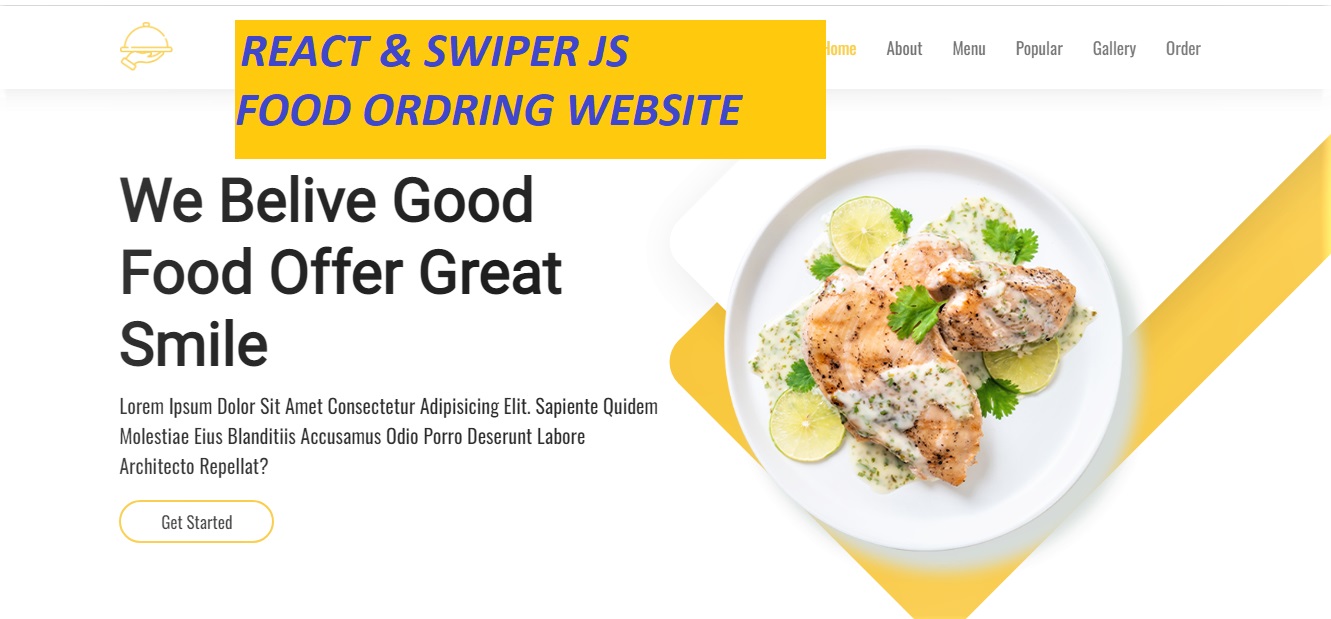 REACT & SWIPER JS
FOOD ORDRING WEBSITE
Home About Menu Popular Gallery Order
We Belive Good
Food Offer Great
Smile
Lorem Ipsum Dolor Sit Amet Consectetur Adipisicing Elit. Sapiente Quidem
Molestiae Eius Blanditiis Accusamus Odio Porro Deserunt Labore
Architecto Repellat?
Get Started